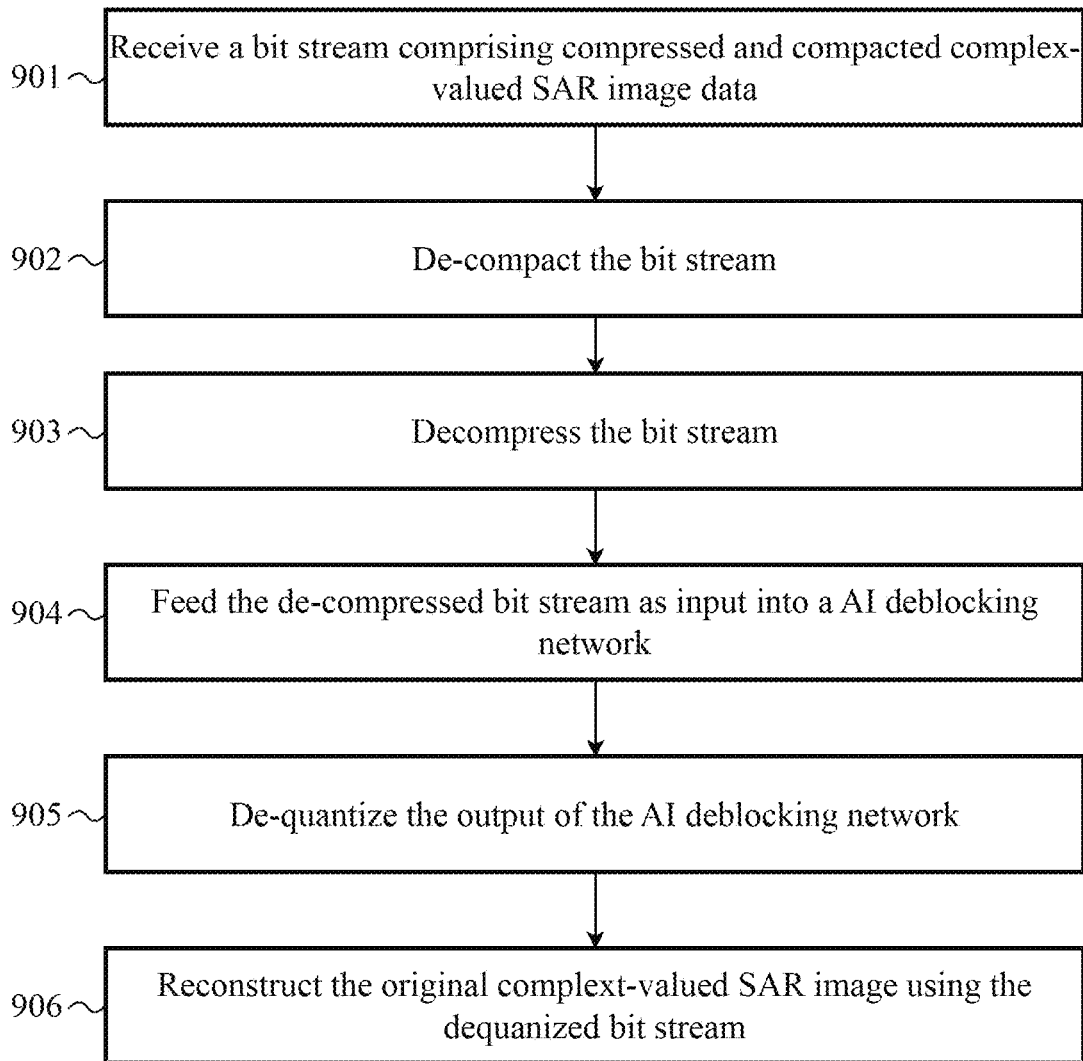 Receive a bit stream comprising compressed and compacted complex-
901
valued SAR image data
902
De-compact the bit stream
903
Decompress the bit stream
Feed the de-compressed bit stream as input into a AI deblocking
904
network
905
De-quantize the output of the AI deblocking network
Reconstruct the original complext-valued SAR image using the
906
dequanized bit stream